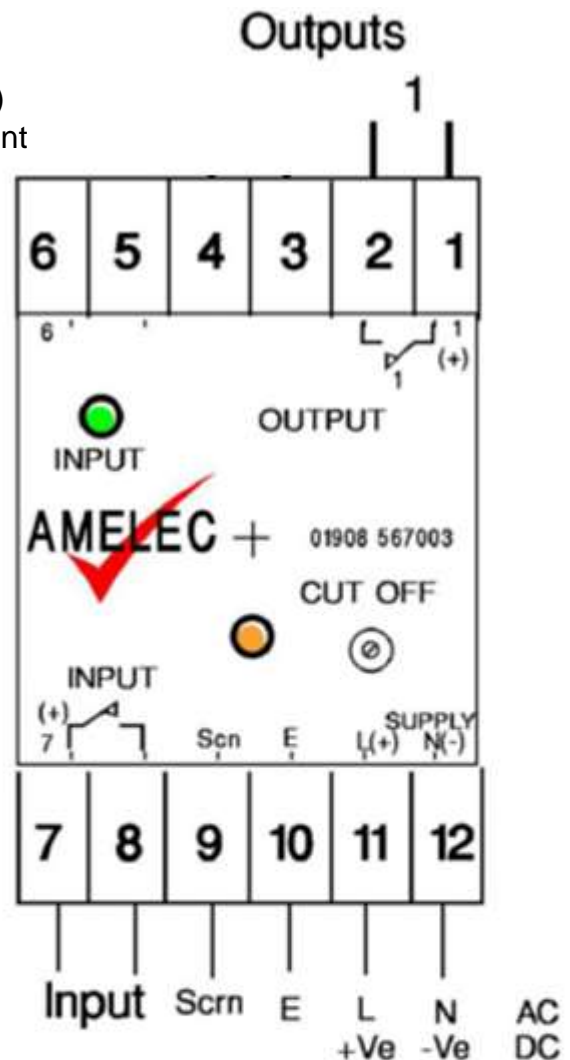 Outputs
)
nt
1
6 5 4 3 2 1
6 1
1 (+)
OUTPUT
INPUT
AMELEC 01908 567003
CUT OFF
INPUT
SUPPLY
(+)
7 Scn E L(+) N(-)
7 8 9 10 11 12
Input Scrn E L N AC
+Ve -Ve DC